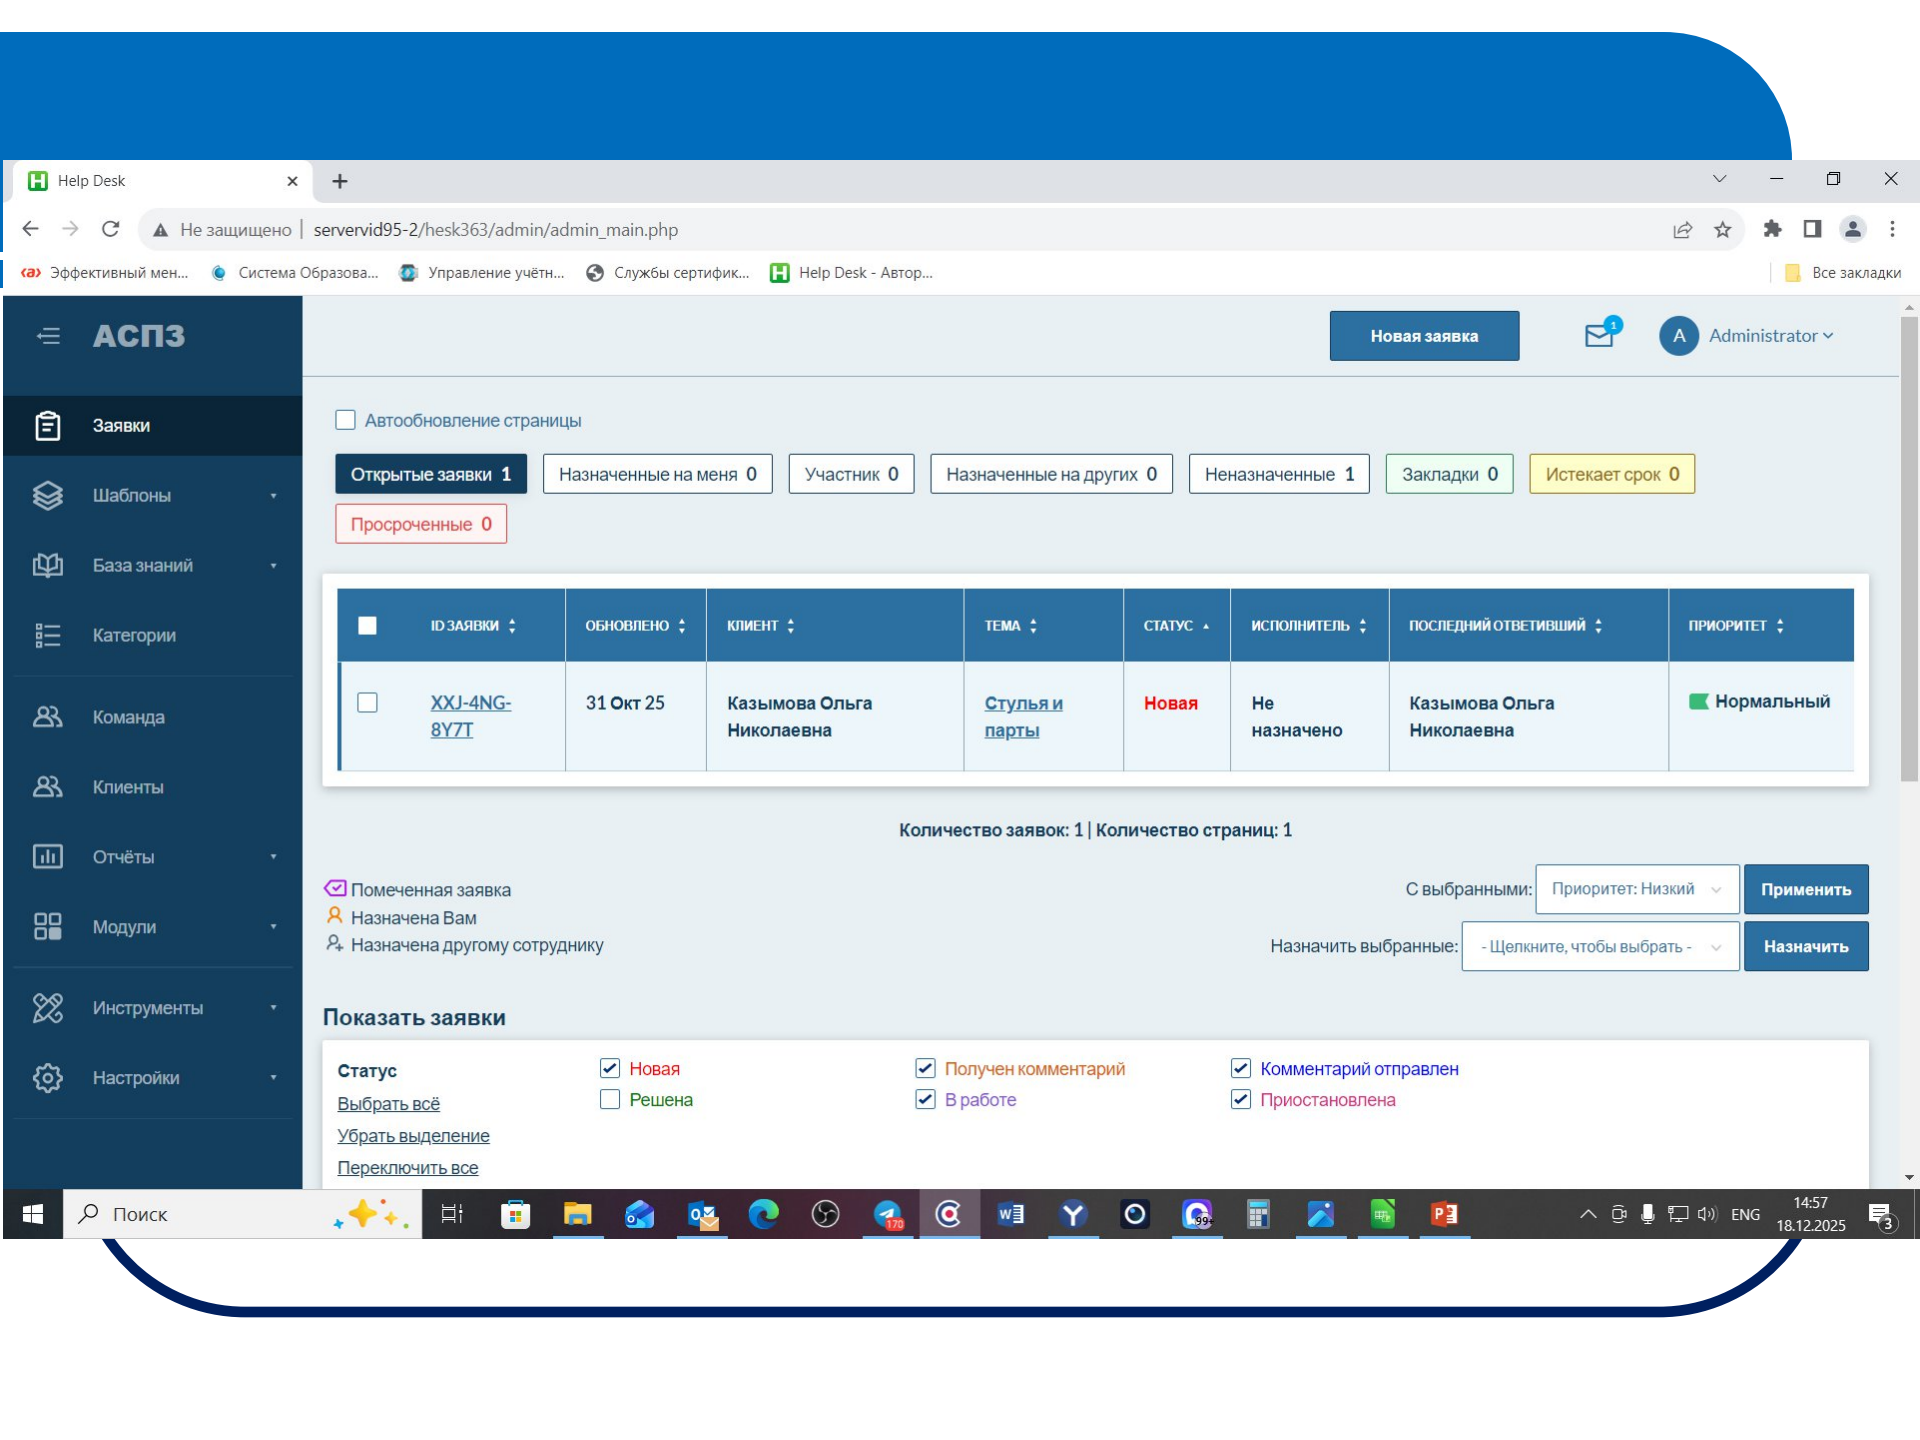 Help Desk
Не защищено | servervid95-2/hesk363/admin/admin_main.php
Эффективный мен... Система Образова... Управление учётн... Службы сертифик... Help Desk - Автор... Все закладки
АСПЗ
Новая заявка
1
A Administrator
Заявки
Шаблоны
База знаний
Категории
Команда
Клиенты
Отчёты
Модули
Инструменты
Настройки
Автообновление страницы
Открытые заявки 1 Назначенные на меня 0 Участник 0 Назначенные на других 0 Неназначенные 1 Закладки 0 Истекает срок 0
Просроченные 0
ID ЗАЯВКИ ОБНОВЛЕНО КЛИЕНТ ТЕМА СТАТУС ИСПОЛНИТЕЛЬ ПОСЛЕДНИЙ ОТВЕТИВШИЙ ПРИОРИТЕТ
XXJ-4NG- 31 Окт 25 Казымова Ольга Стулья и Новая Не Казымова Ольга Нормальный
8Y7T Николаевна парты назначено Николаевна
Количество заявок: 1 | Количество страниц: 1
Помеченная заявка
Назначена Вам
Назначена другому сотруднику
С выбранными: Приоритет: Низкий Применить
Назначить выбранные: - Щелкните, чтобы выбрать - Назначить
Показать заявки
Статус Новая Получен комментарий Комментарий отправлен
Выбрать всё Решена В работе Приостановлена
Убрать выделение
Переключить все
Поиск
170
99+
ENG
14:57
18.12.2025
3